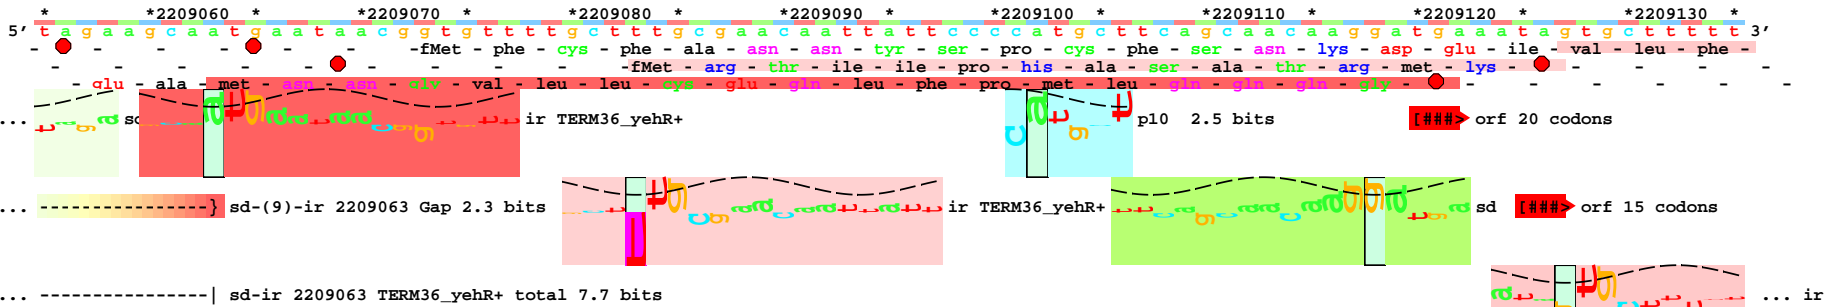 * *2209060 * *2209070 * *2209080 * *2209090 * *2209100 * *2209110 * *2209120 * *2209130 *
5' t a g a a g c a a t g a a t a a c g g t g t t t t g c t t t g c g a a c a a t t a t t c c c c a t g c t t c a g c a a c a a g g a t g a a a t a g t g c t t t t t 3'
- - - - - - -fMet - phe - cys - phe - ala - asn - asn - tyr - ser - pro - cys - phe - ser - asn - lys - asp - glu - ile - val - leu - phe -
- - - - - - - - -fMet - arg - thr - ile - ile - pro - his - ala - ser - ala - thr - arg - met - lys - - - - -
- glu - ala - met - asn - asn - gly - val - leu - leu - cys - glu - gln - leu - phe - pro - met - leu - gln - gln - gln - gly - - - - - -
... sd ir TERM36_yehR+ p10 2.5 bits [###> orf 20 codons
... -----------------} sd-(9)-ir 2209063 Gap 2.3 bits ir TERM36_yehR+ sd [###> orf 15 codons
... -----------------| sd-ir 2209063 TERM36_yehR+ total 7.7 bits ... ir